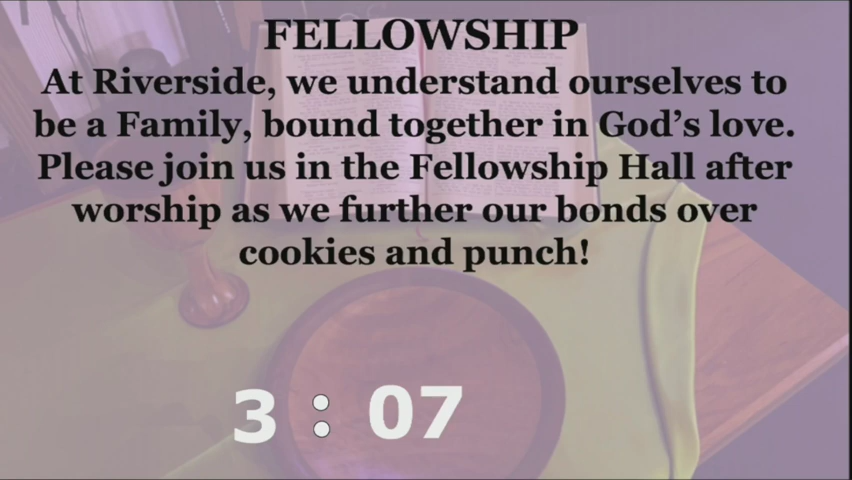 FELLOWSHIP
At Riverside, we understand ourselves to
be a Family, bound together in God’s love.
Please join us in the Fellowship Hall after
worship as we further our bonds over
cookies and punch!
3 : 07